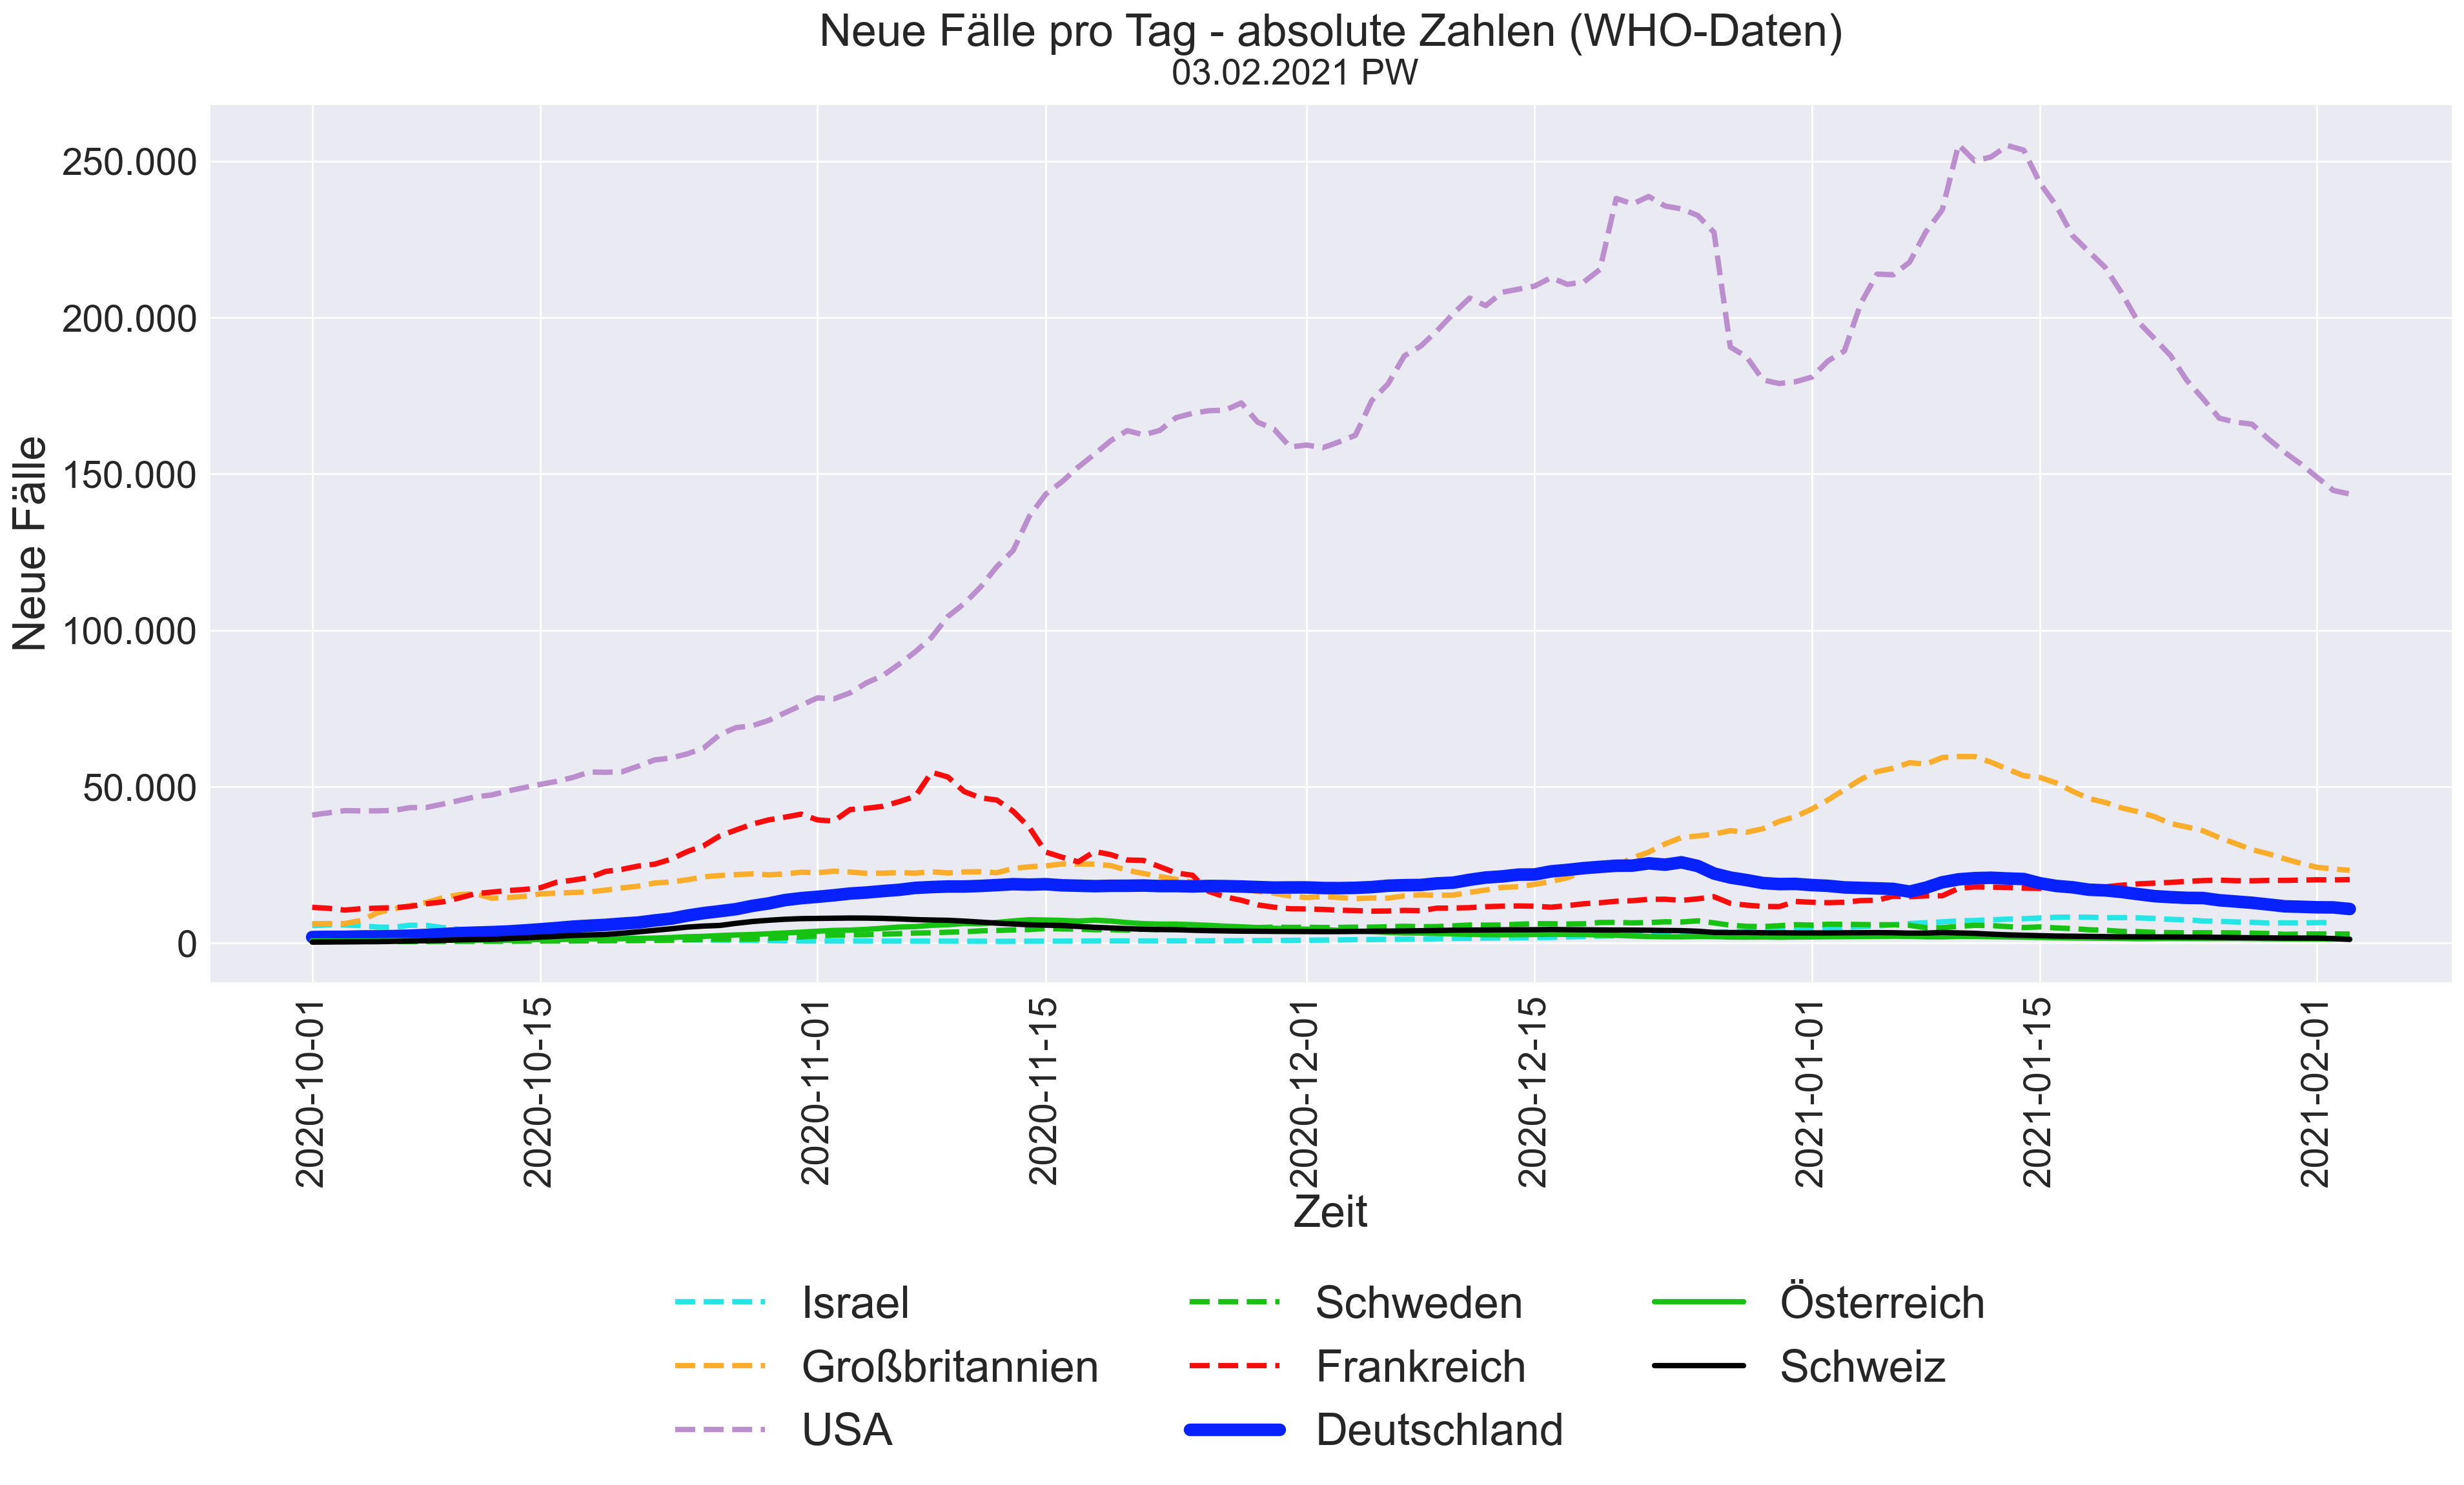 Neue Fälle pro Tag - absolute Zahlen (WHO-Daten)
03.02.2021 PW
Neue Fälle
250.000
200.000
150.000
100.000
50.000
0
2020-10-01
2020-10-15
2020-11-01
2020-11-15
2020-12-01
2020-12-15
2021-01-01
2021-01-15
2021-02-01
Zeit
Israel
Großbritannien
USA
Schweden
Frankreich
Deutschland
Österreich
Schweiz